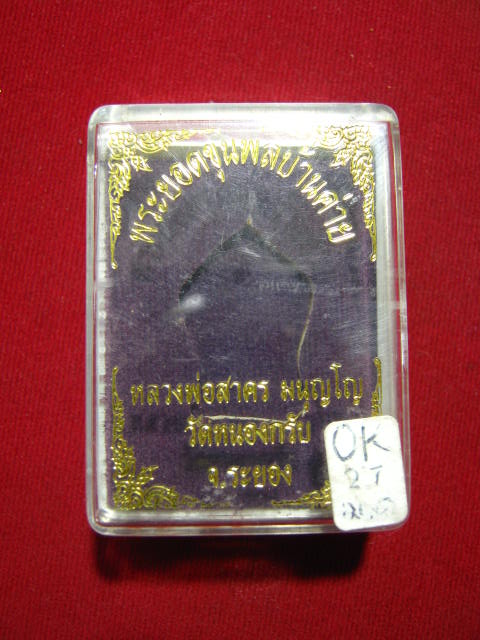 พระยอดขุนพลบ้านค่าย
หลวงพ่อสาคร มนุญโญ
วัดหนองกรับ
จ.ระยอง
OK